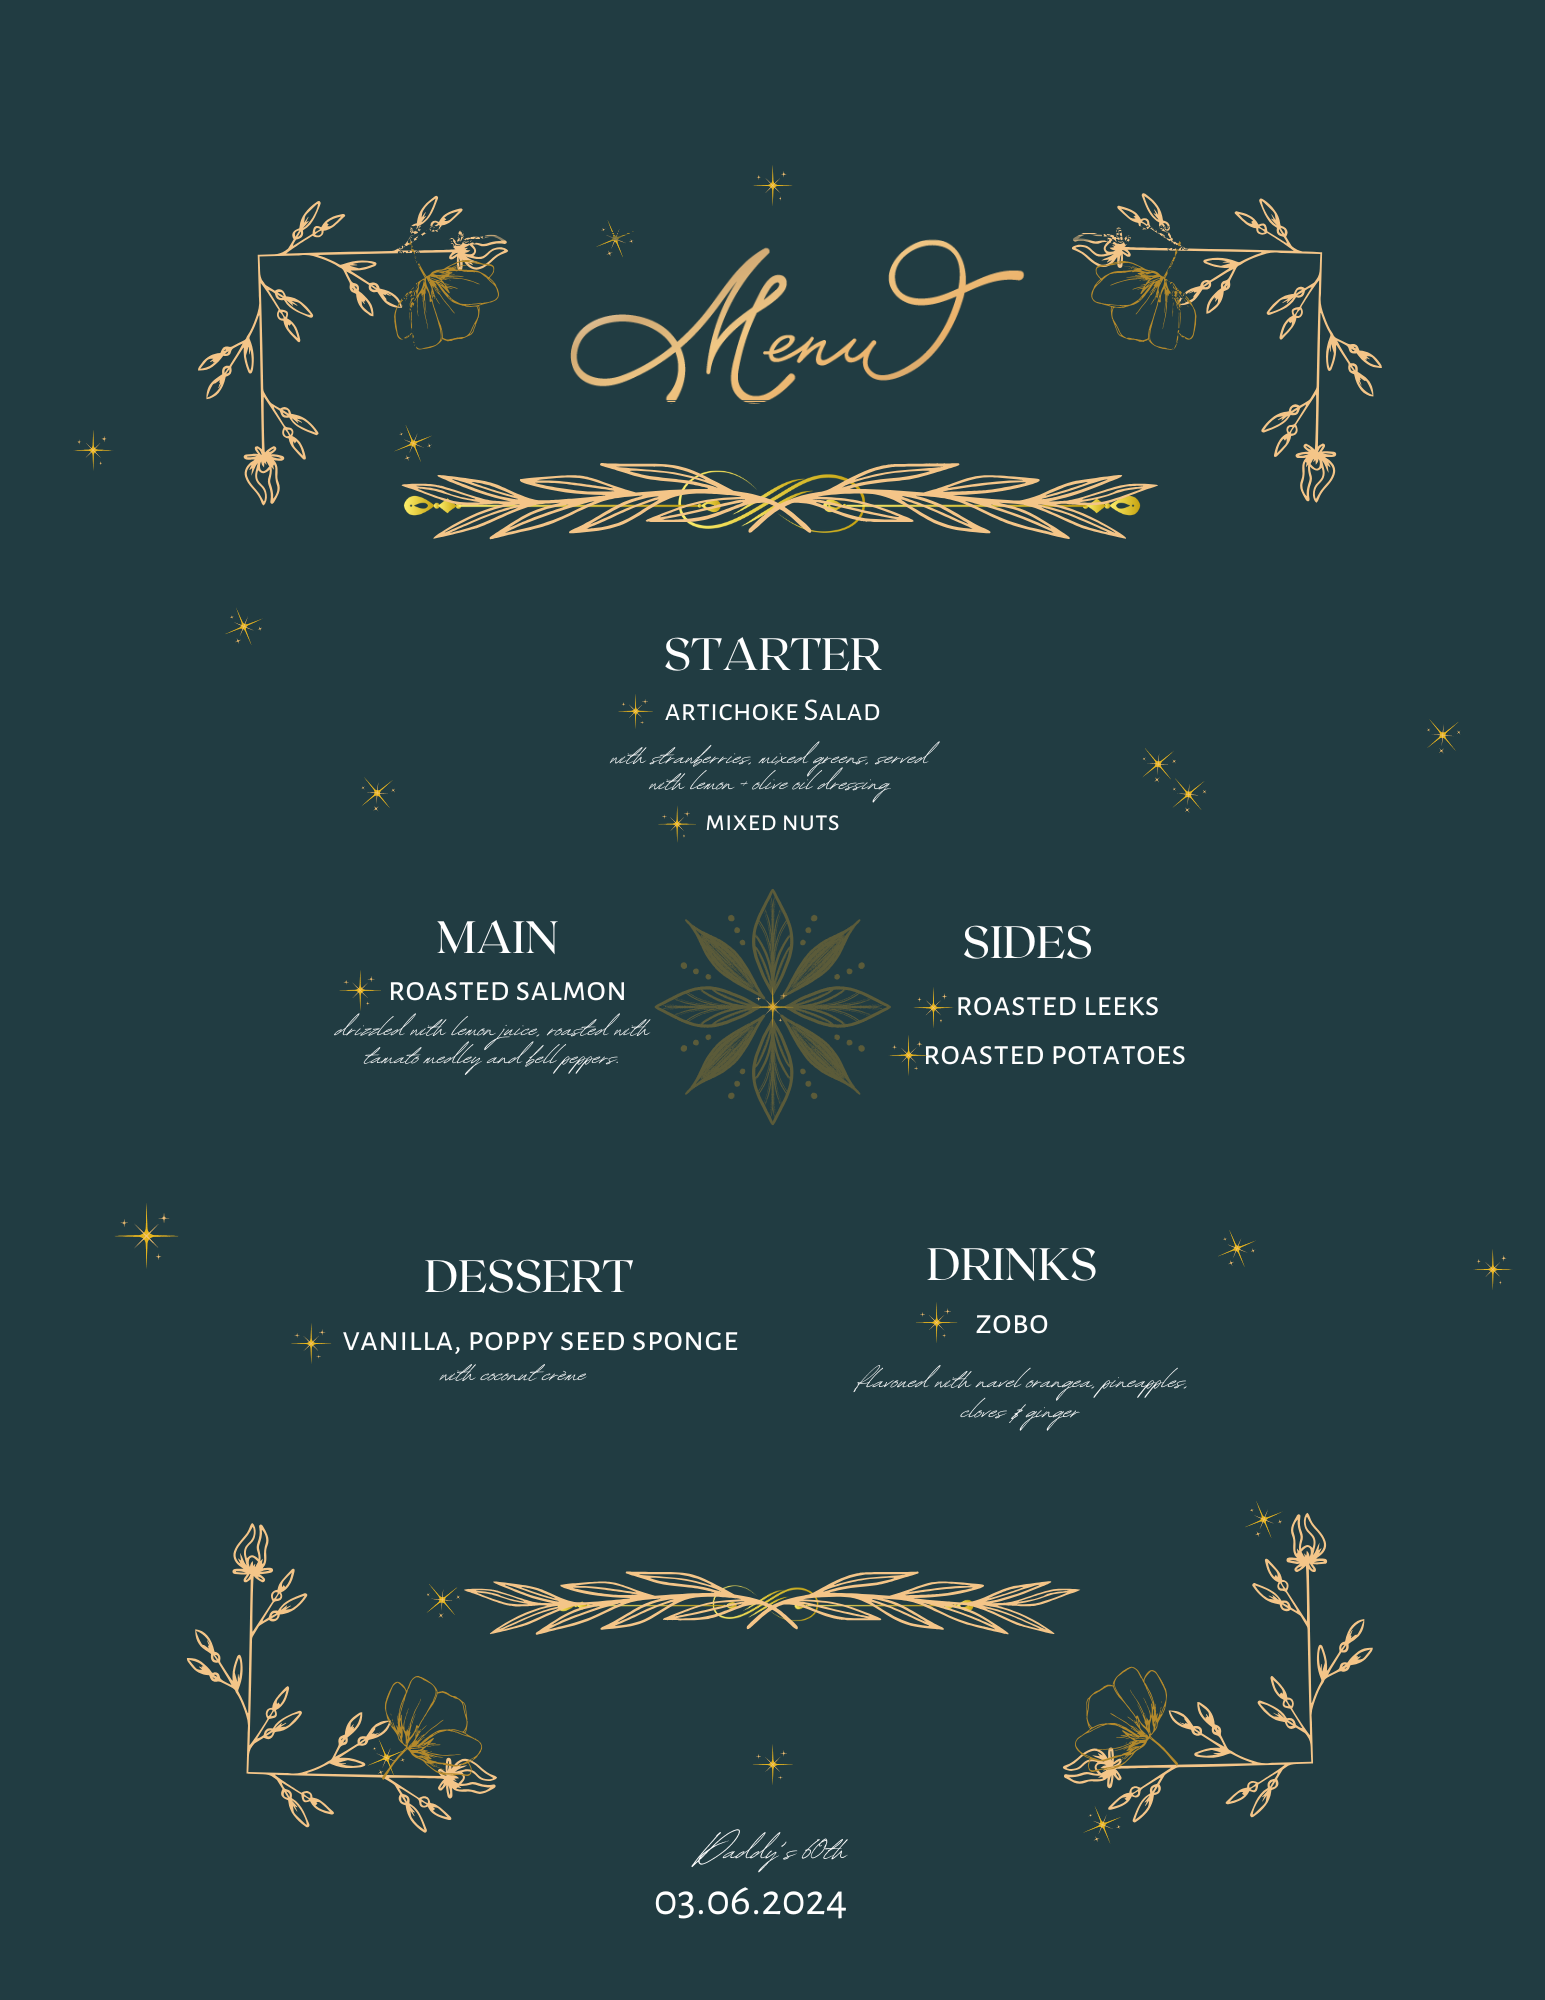 Menu
STARTER
ARTICHOKE SALAD
with strawberries, mixed greens, served
with lemon + olive oil dressing
MIXED NUTS
MAIN
ROASTED SALMON
drizzled with lemon juice, roasted with
tamato medley and bell peppers.
SIDES
ROASTED LEEKS
ROASTED POTATOES
DESSERT
VANILLA, POPPY SEED SPONGE
with coconut crème
DRINKS
ZOBO
flavoued with navel orangea, pineapples,
cloves & ginger
Daddy's 60th
03.06.2024